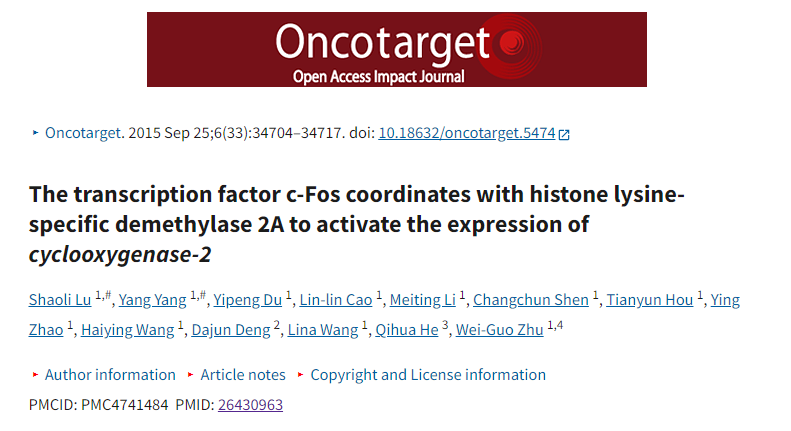 Oncotarget
Open Access Impact Journal
▸ Oncotarget. 2015 Sep 25;6(33):34704–34717. doi: 10.18632/oncotarget.5474
The transcription factor c-Fos coordinates with histone lysine-
specific demethylase 2A to activate the expression of
cyclooxygenase-2
Shaoli Lu 1,#, Yang Yang 1,#, Yipeng Du 1, Lin-lin Cao 1, Meiting Li 1, Changchun Shen 1, Tianyun Hou 1, Ying
Zhao 1, Haiying Wang 1, Dajun Deng 2, Lina Wang 1, Qihua He 3, Wei-Guo Zhu 1,4
▸ Author information ▸ Article notes ▸ Copyright and License information
PMCID: PMC4741484 PMID: 26430963